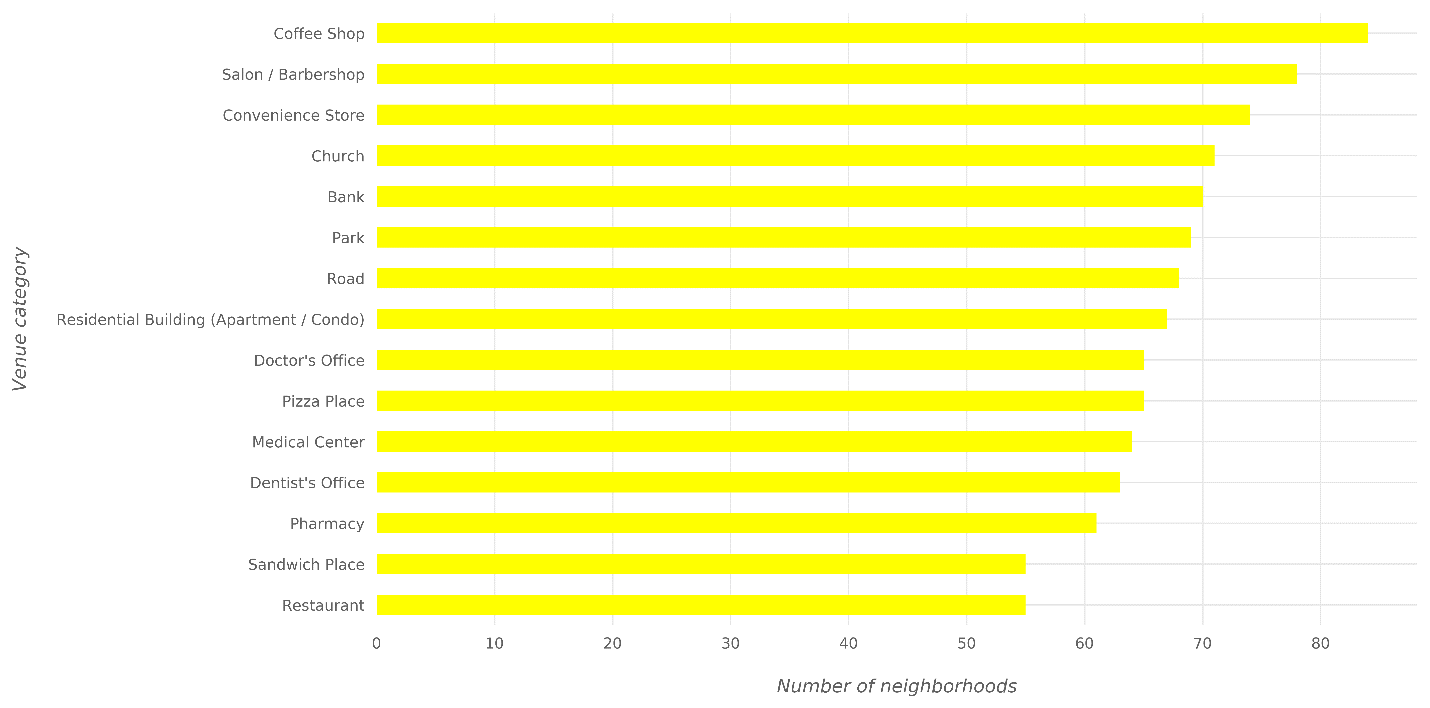 Coffee Shop
Salon / Barbershop
Convenience Store
Church
Bank
Park
Road
Residential Building (Apartment / Condo)
Doctor's Office
Pizza Place
Medical Center
Dentist's Office
Pharmacy
Sandwich Place
Restaurant
Venue category
0 10 20 30 40 50 60 70 80
Number of neighborhoods